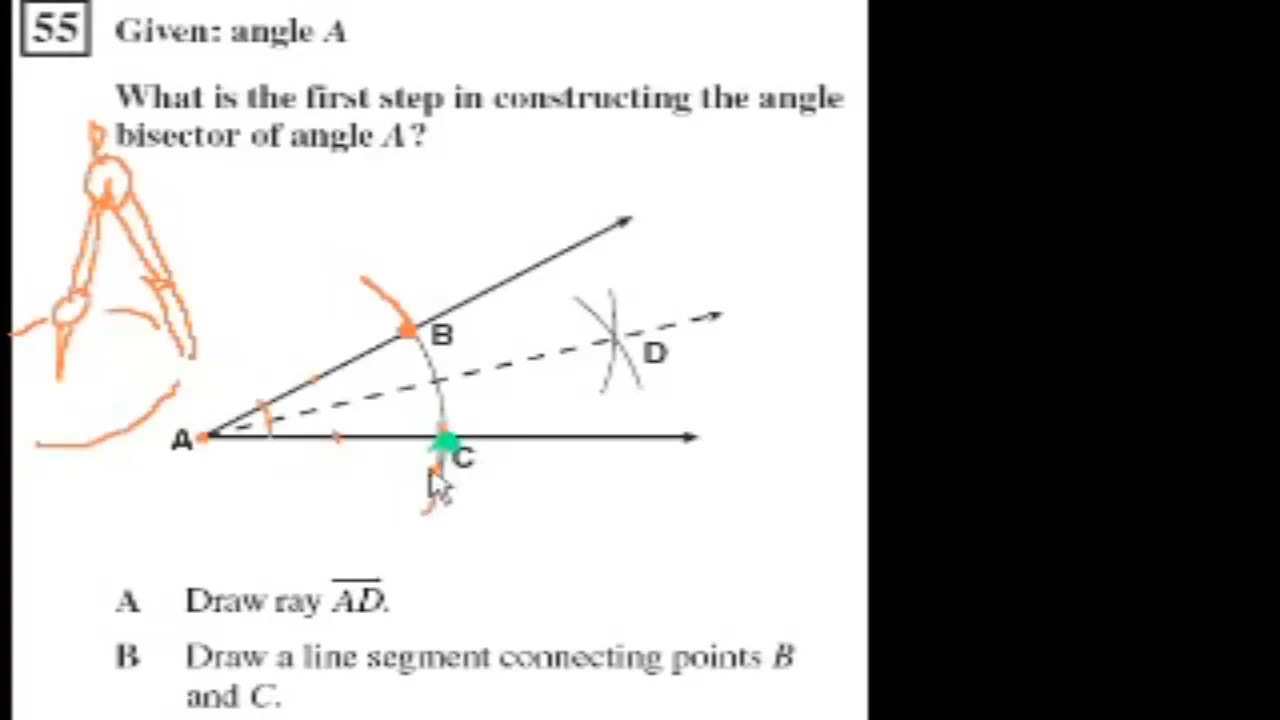 55 Given: angle A
What is the first step in constructing the angle
bisector of angle A?
B
D
A
C
A Draw ray AD.
B Draw a line segment connecting points B
and C.